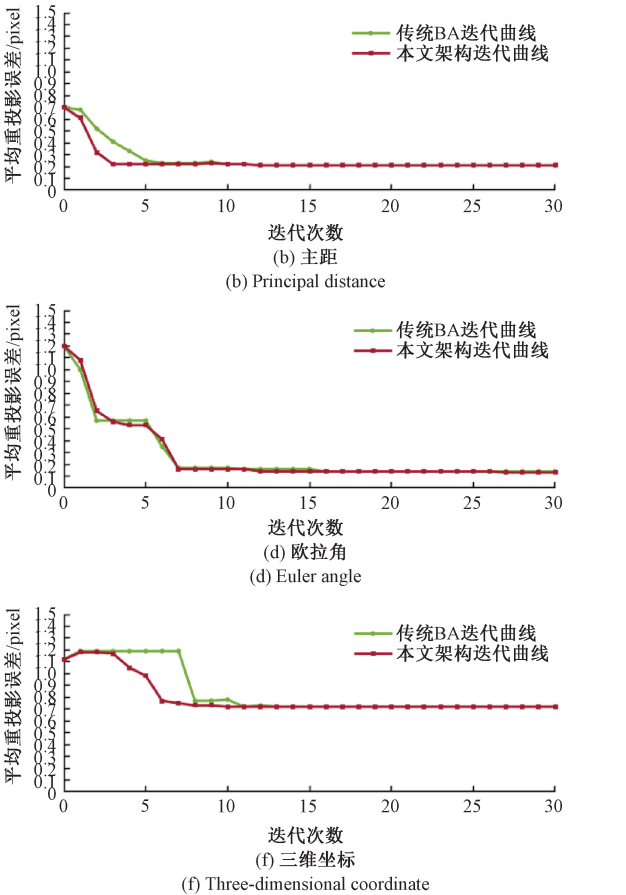 平均重投影误差/pixel
1.5
1.4
1.3
1.2
1.1
1.0
0.9
0.8
0.7
0.6
0.5
0.4
0.3
0.2
0.1
0
传统BA迭代曲线
本文架构迭代曲线
0 5 10 15 20 25 30
迭代次数
(b) 主距
(b) Principal distance
平均重投影误差/pixel
1.5
1.4
1.3
1.2
1.1
1.0
0.9
0.8
0.7
0.6
0.5
0.4
0.3
0.2
0.1
0
传统BA迭代曲线
本文架构迭代曲线
0 5 10 15 20 25 30
迭代次数
(d) 欧拉角
(d) Euler angle
平均重投影误差/pixel
1.5
1.4
1.3
1.2
1.1
1.0
0.9
0.8
0.7
0.6
0.5
0.4
0.3
0.2
0.1
0
传统BA迭代曲线
本文架构迭代曲线
0 5 10 15 20 25 30
迭代次数
(f) 三维坐标
(f) Three-dimensional coordinate